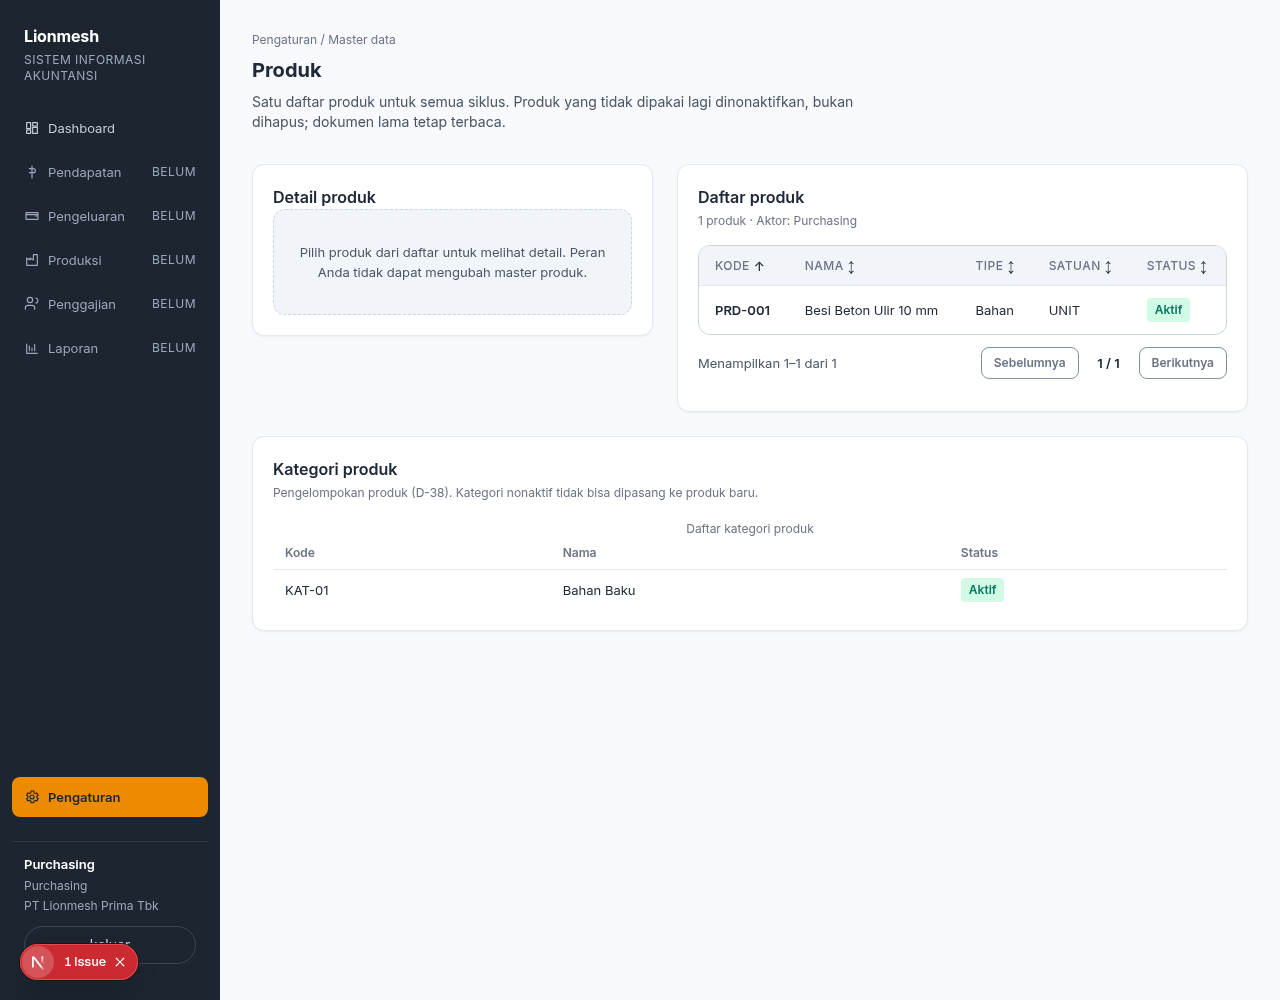 Lionmesh
SISTEM INFORMASI
AKUNTANSI
Dashboard
Pendapatan BELUM
Pengeluaran BELUM
Produksi BELUM
Penggajian BELUM
Laporan BELUM
Pengaturan
Purchasing
Purchasing
PT Lionmesh Prima Tbk
1 Issue
Pengaturan / Master data
Produk
Satu daftar produk untuk semua siklus. Produk yang tidak dipakai lagi dinonaktifkan, bukan
dihapus; dokumen lama tetap terbaca.
Detail produk
Pilih produk dari daftar untuk melihat detail. Peran
Anda tidak dapat mengubah master produk.
Daftar produk
1 produk · Aktor: Purchasing
KODE ↑ NAMA ↕ TIPE ↕ SATUAN ↕ STATUS ↕
PRD-001 Besi Beton Ulir 10 mm Bahan UNIT Aktif
Menampilkan 1–1 dari 1 Sebelumnya 1 / 1 Berikutnya
Kategori produk
Pengelompokan produk (D-38). Kategori nonaktif tidak bisa dipasang ke produk baru.
Daftar kategori produk
Kode Nama Status
KAT-01 Bahan Baku Aktif